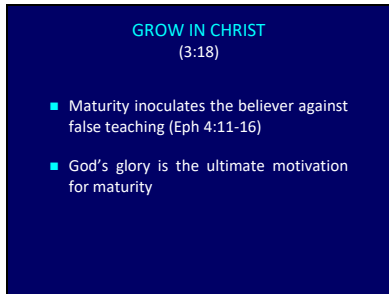 GROW IN CHRIST
(3:18)
Maturity inoculates the believer against
false teaching (Eph 4:11-16)
God's glory is the ultimate motivation
for maturity